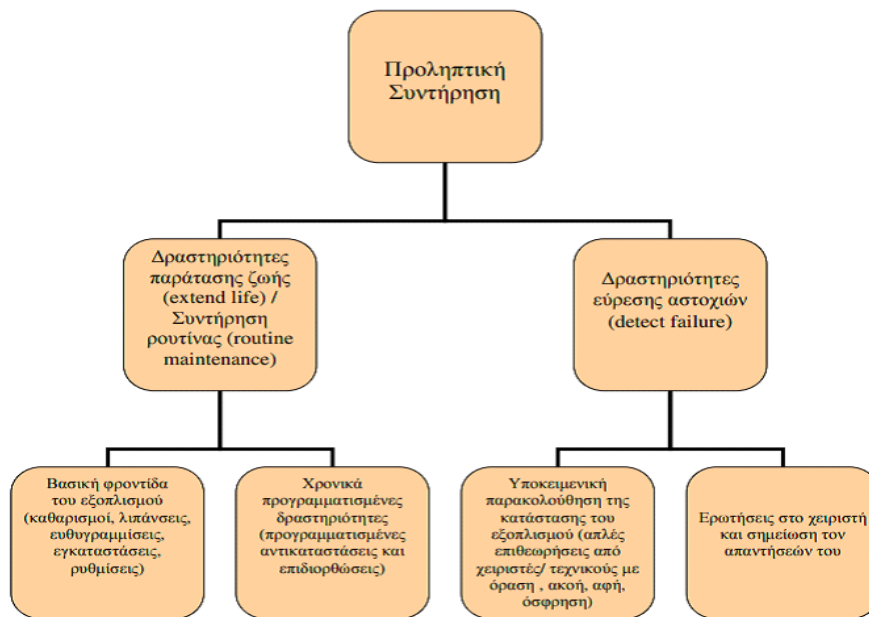 Προληπτική
Συντήρηση
Δραστηριότητες
παράτασης ζωής
(extend life) /
Συντήρηση
ρουτίνας (routine
maintenance)
Δραστηριότητες
εύρεσης αστοχιών
(detect failure)
Βασική φροντίδα
του εξοπλισμού
(καθαρισμοί, λιπάνσεις,
ευθυγραμμίσεις,
εγκαταστάσεις,
ρυθμίσεις)
Χρονικά
προγραμματισμένες
δραστηριότητες
(προγραμματισμένες
αντικαταστάσεις και
επιδιορθώσεις)
Υποκειμενική
παρακολούθηση της
κατάστασης του
εξοπλισμού (απλές
επιθεωρήσεις από
χειριστές/ τεχνικούς με
όραση , ακοή, αφή,
όσφρηση)
Ερωτήσεις στο χειριστή
και σημείωση τον
απαντήσεών του